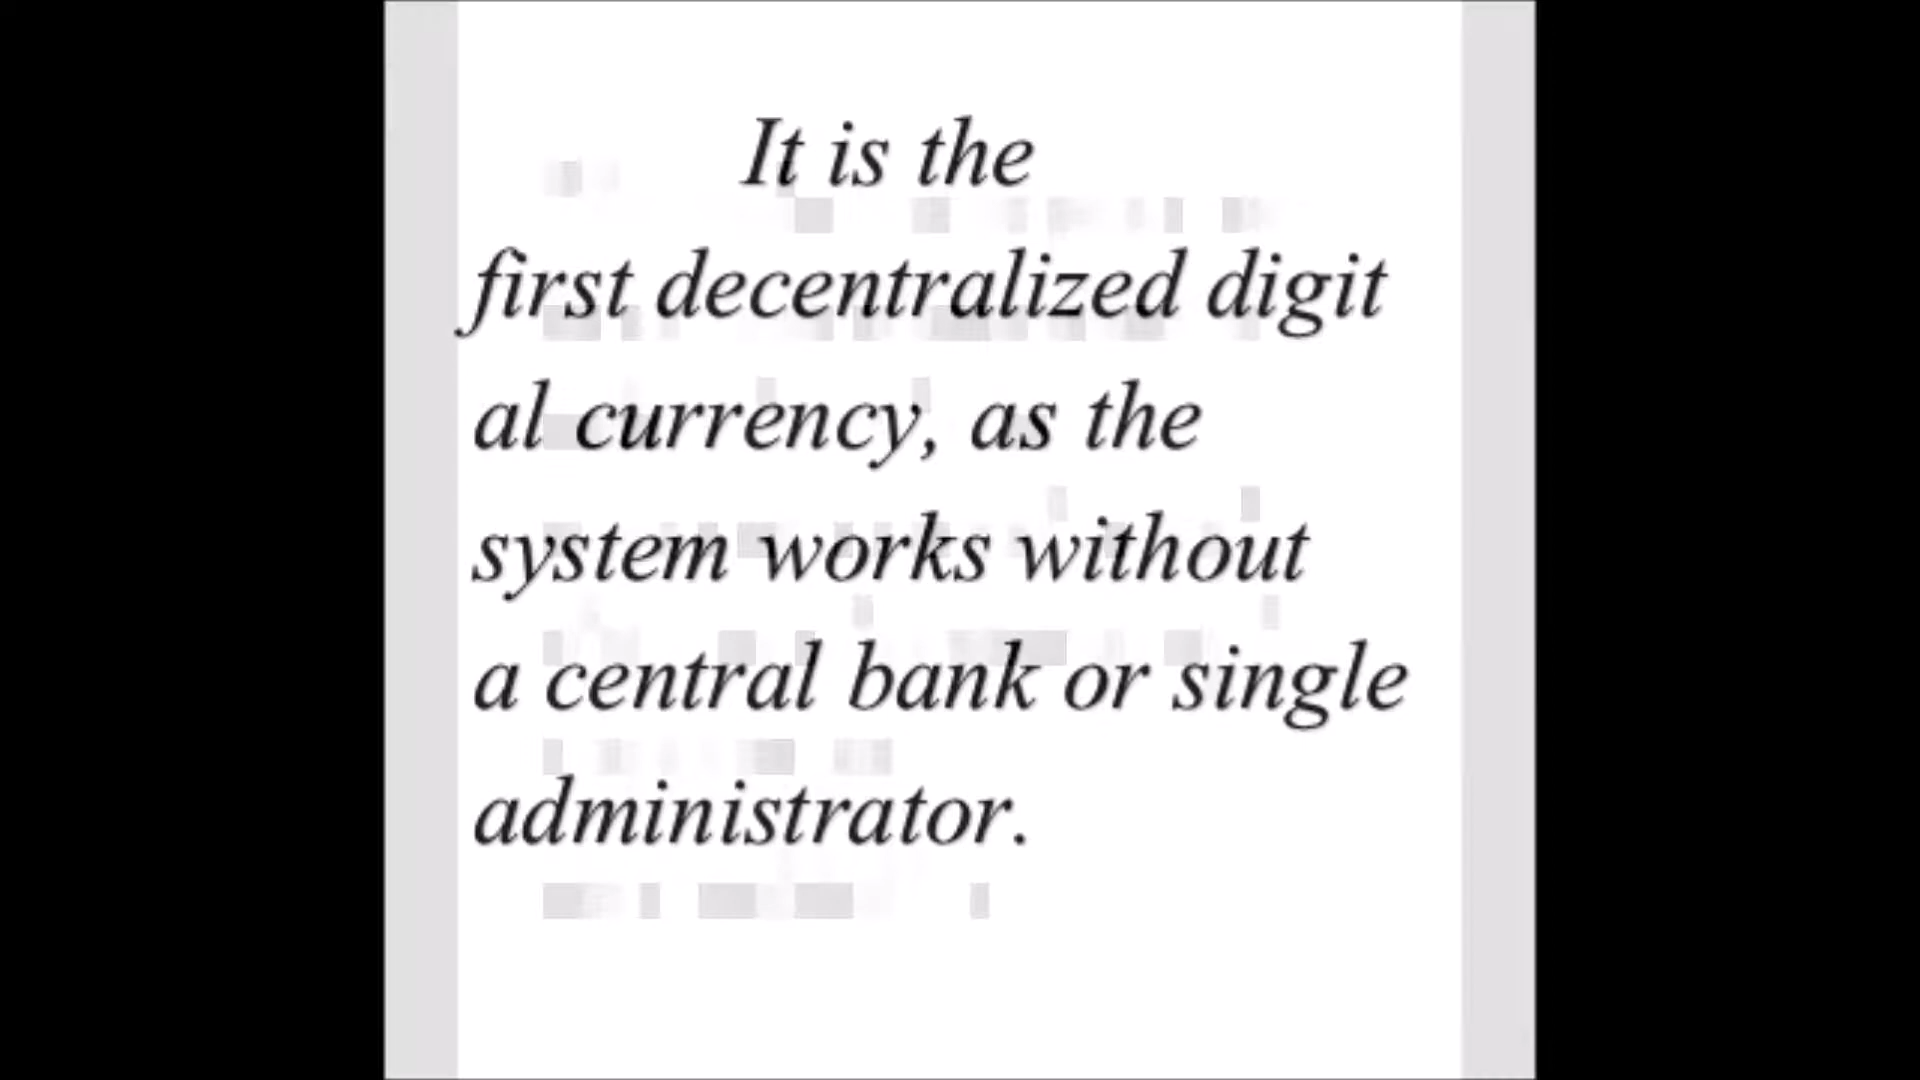 It is the
first decentralized digit
al currency, as the
system works without
a central bank or single
administrator.